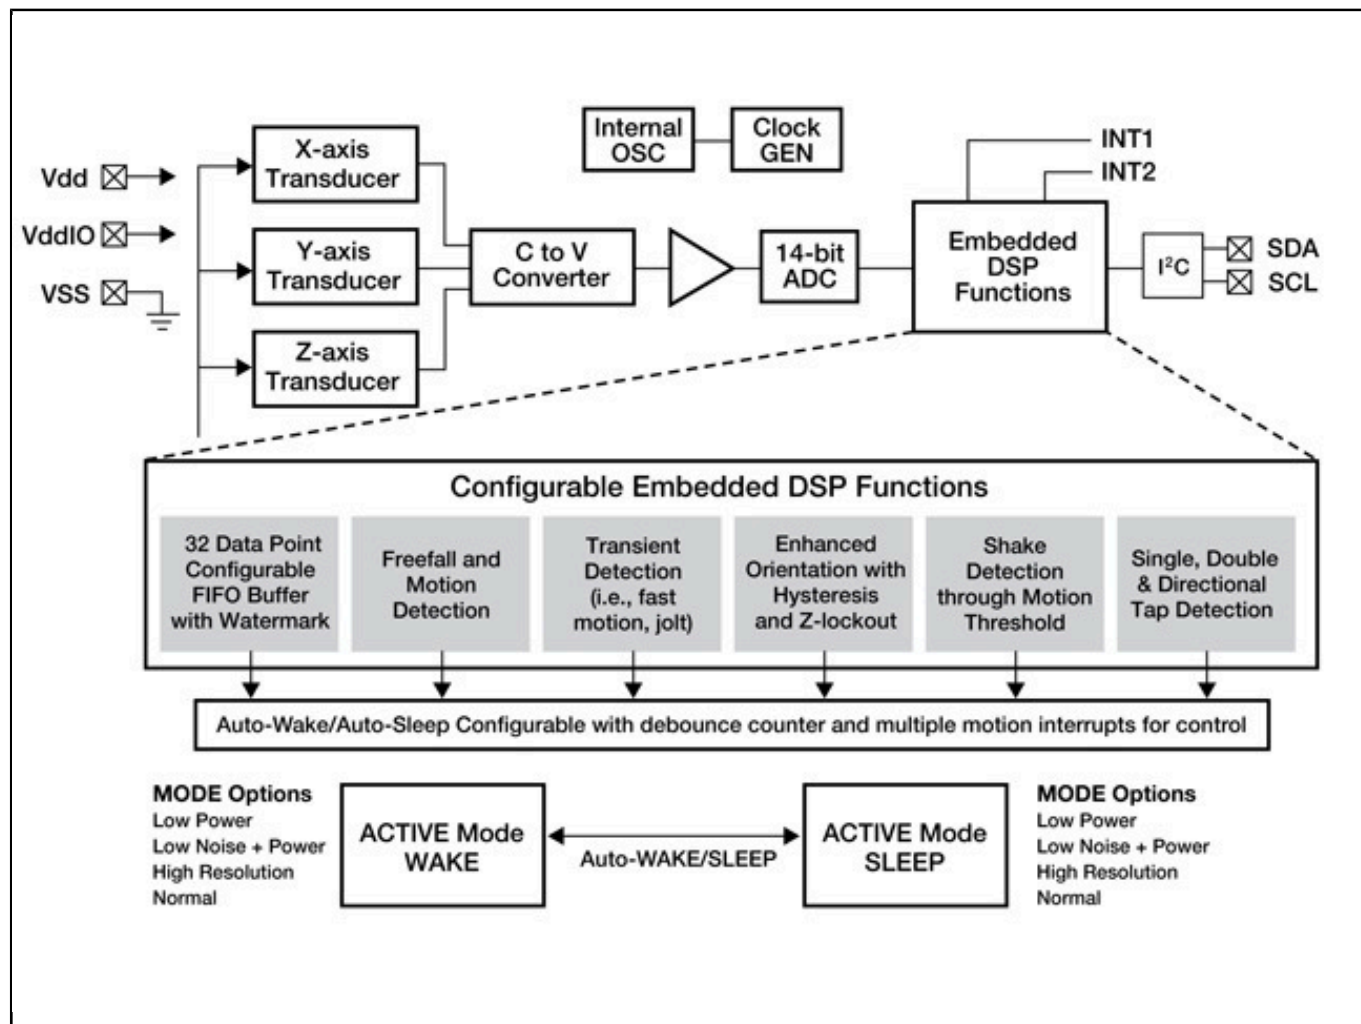 Internal
OSC
Clock
GEN
INT1
INT2
Vdd
VddIO
VSS
X-axis
Transducer
Y-axis
Transducer
Z-axis
Transducer
C to V
Converter
14-bit
ADC
Embedded
DSP
Functions
I²C
SDA
SCL
Configurable Embedded DSP Functions
32 Data Point
Configurable
FIFO Buffer
with Watermark
Freefall and
Motion
Detection
Transient
Detection
(i.e., fast
motion, jolt)
Enhanced
Orientation with
Hysteresis
and Z-lockout
Shake
Detection
through Motion
Threshold
Single, Double
& Directional
Tap Detection
Auto-Wake/Auto-Sleep Configurable with debounce counter and multiple motion interrupts for control
MODE Options
Low Power
Low Noise + Power
High Resolution
Normal
ACTIVE Mode
WAKE
Auto-WAKE/SLEEP
ACTIVE Mode
SLEEP
MODE Options
Low Power
Low Noise + Power
High Resolution
Normal